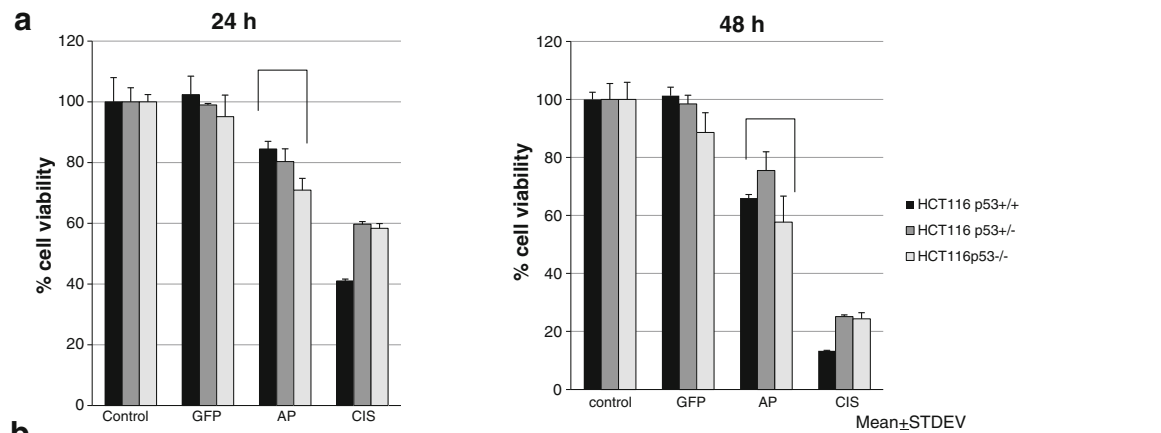 a
24 h
% cell viability
120
100
80
60
40
20
0
Control GFP AP CIS
48 h
% cell viability
120
100
80
60
40
20
0
control GFP AP CIS
HCT116 p53+/+
HCT116 p53+/-
HCT116p53-/-
Mean±STDEV